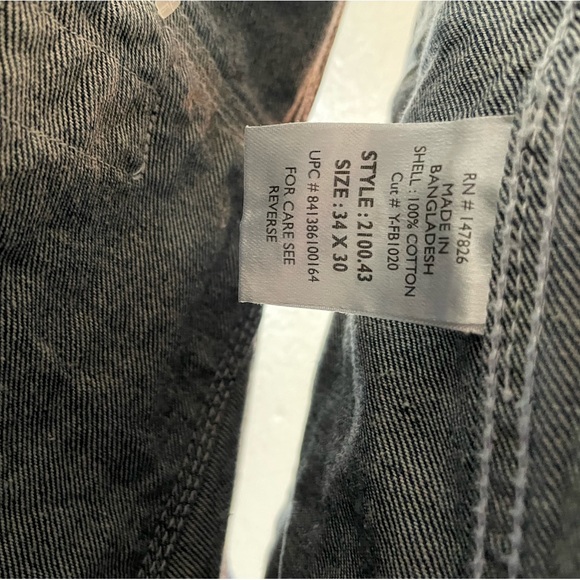 RN # 147826
MADE IN
BANGLADESH
SHELL : 100% COTTON
Cut # Y-FB1020
STYLE : 2100.43
SIZE : 34 X 30
UPC # 841386100164
FOR CARE SEE
REVERSE